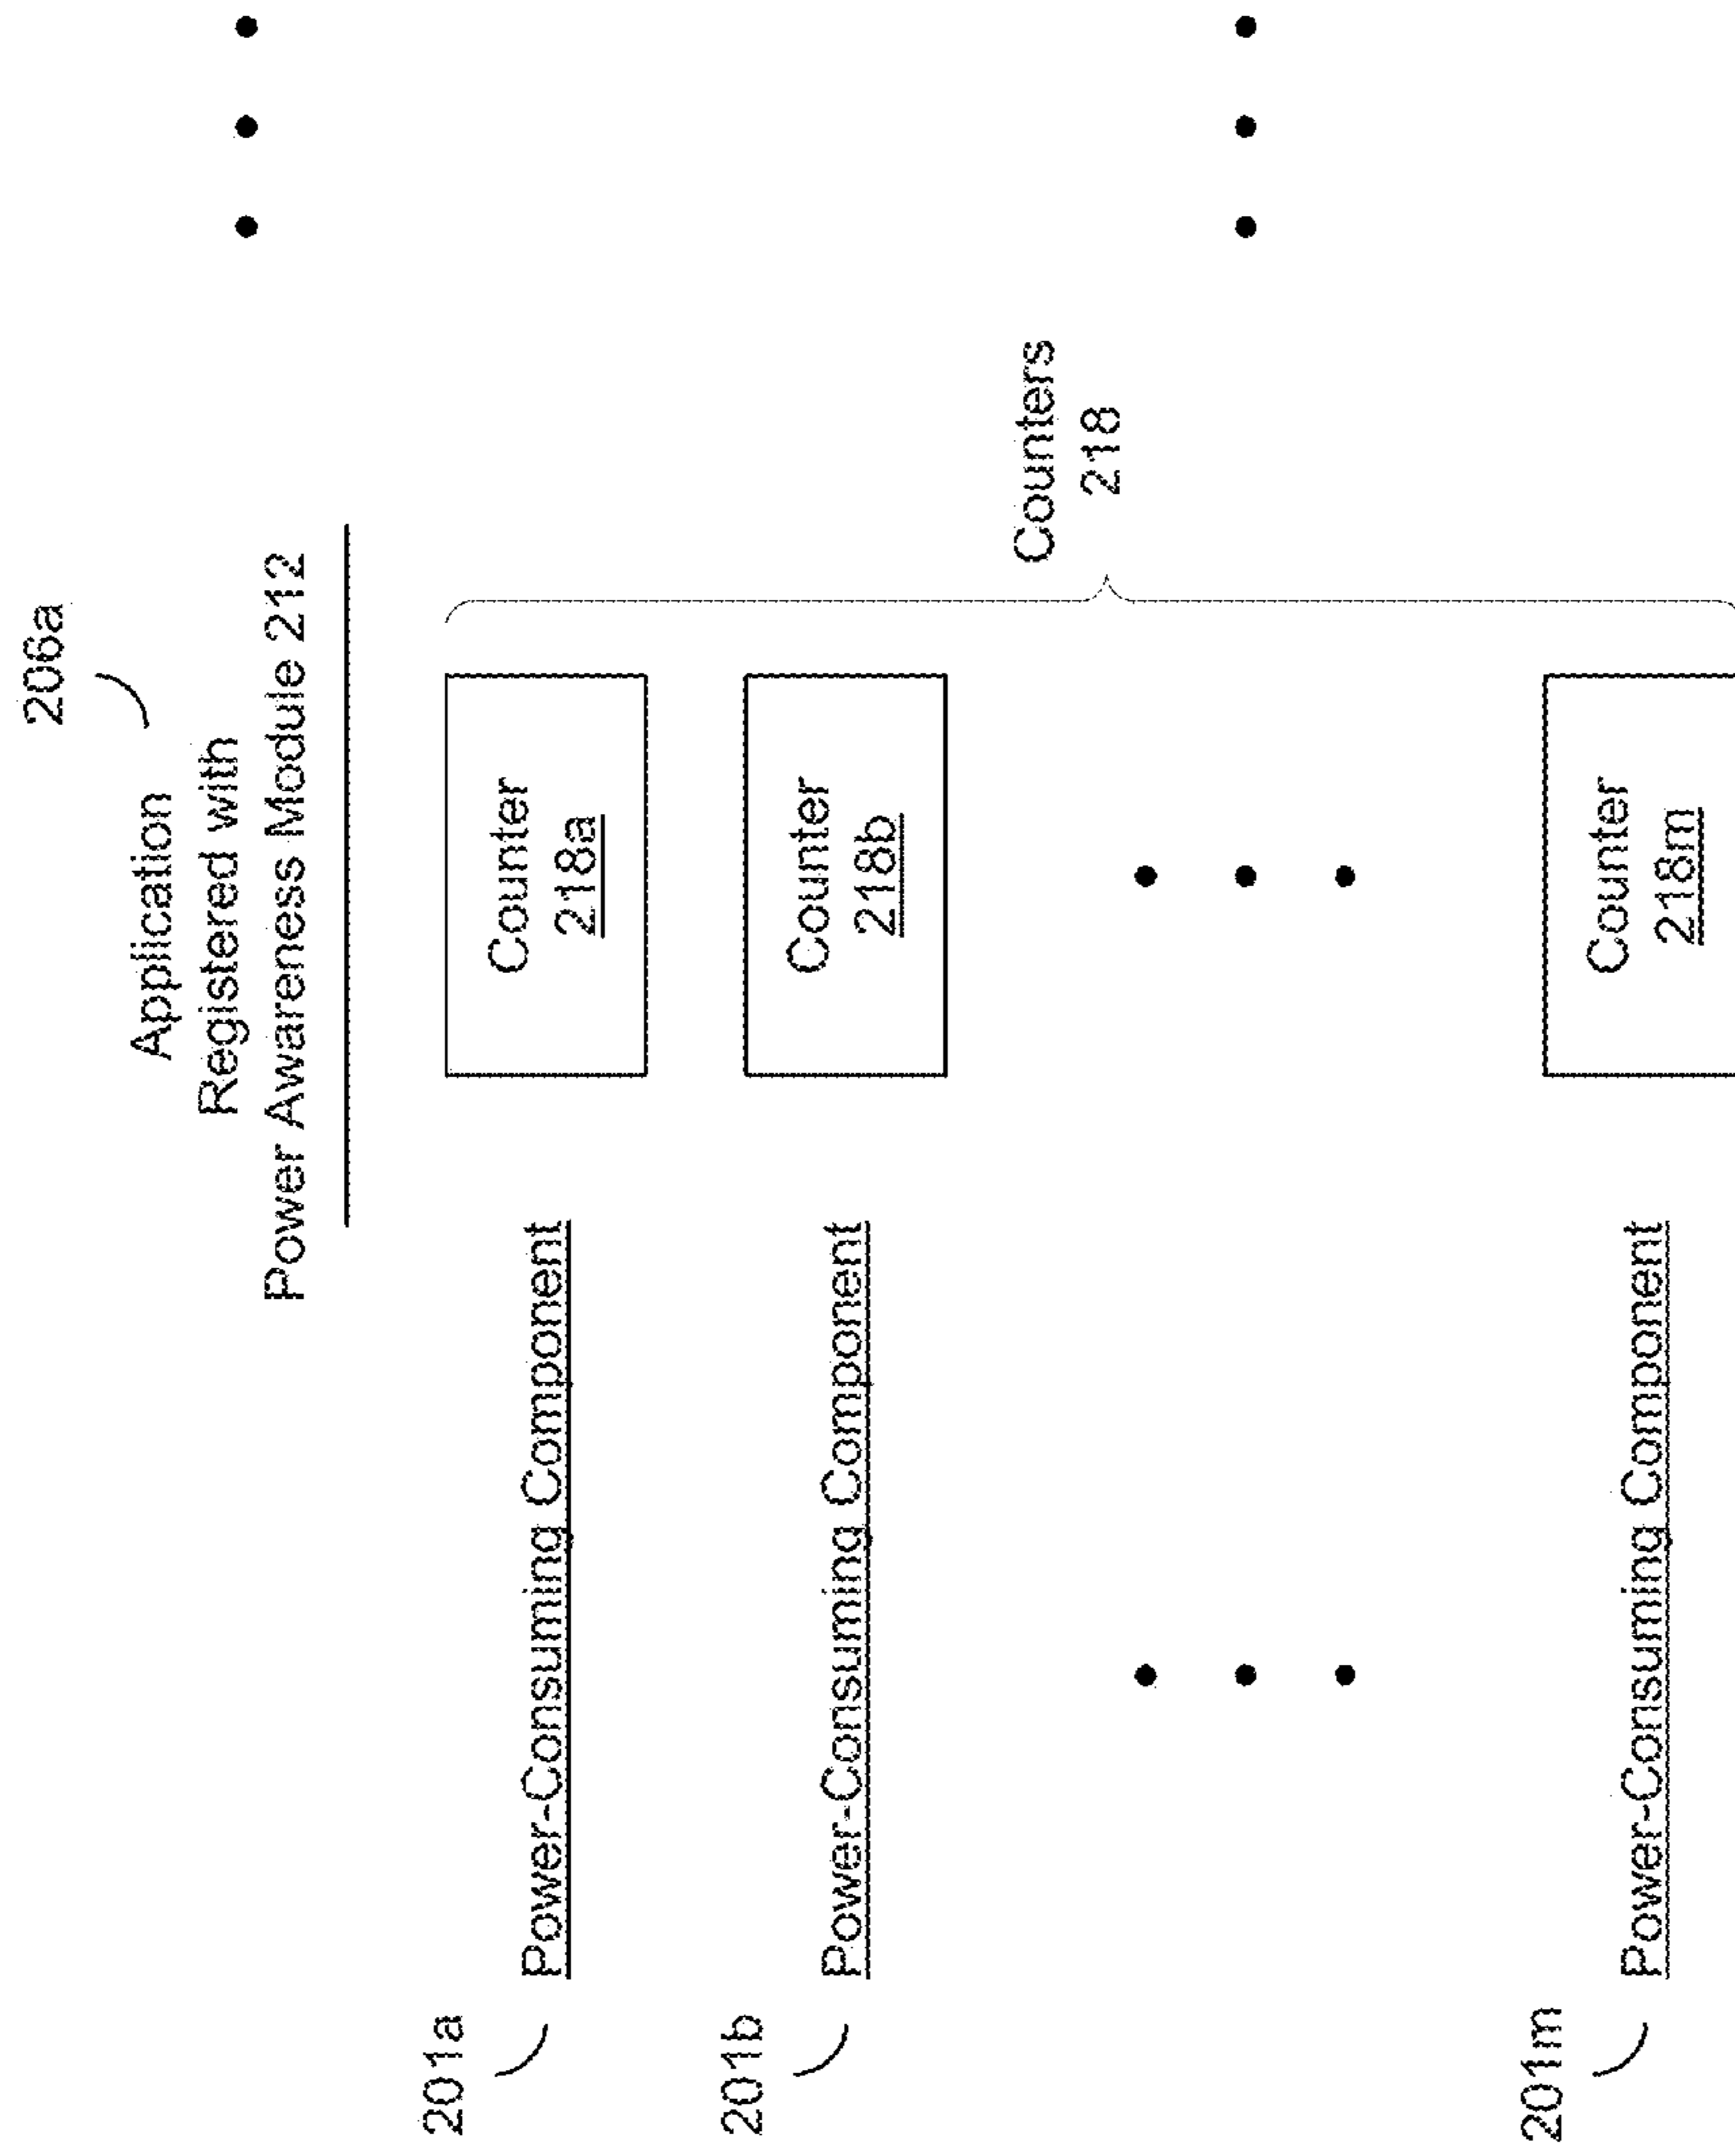 206a
Application
Registered with
Power Awareness Module 212
201a
Power-Consuming Component
Counter
218a
201b
Power-Consuming Component
Counter
218b
Counters
218
201m
Power-Consuming Component
Counter
218m